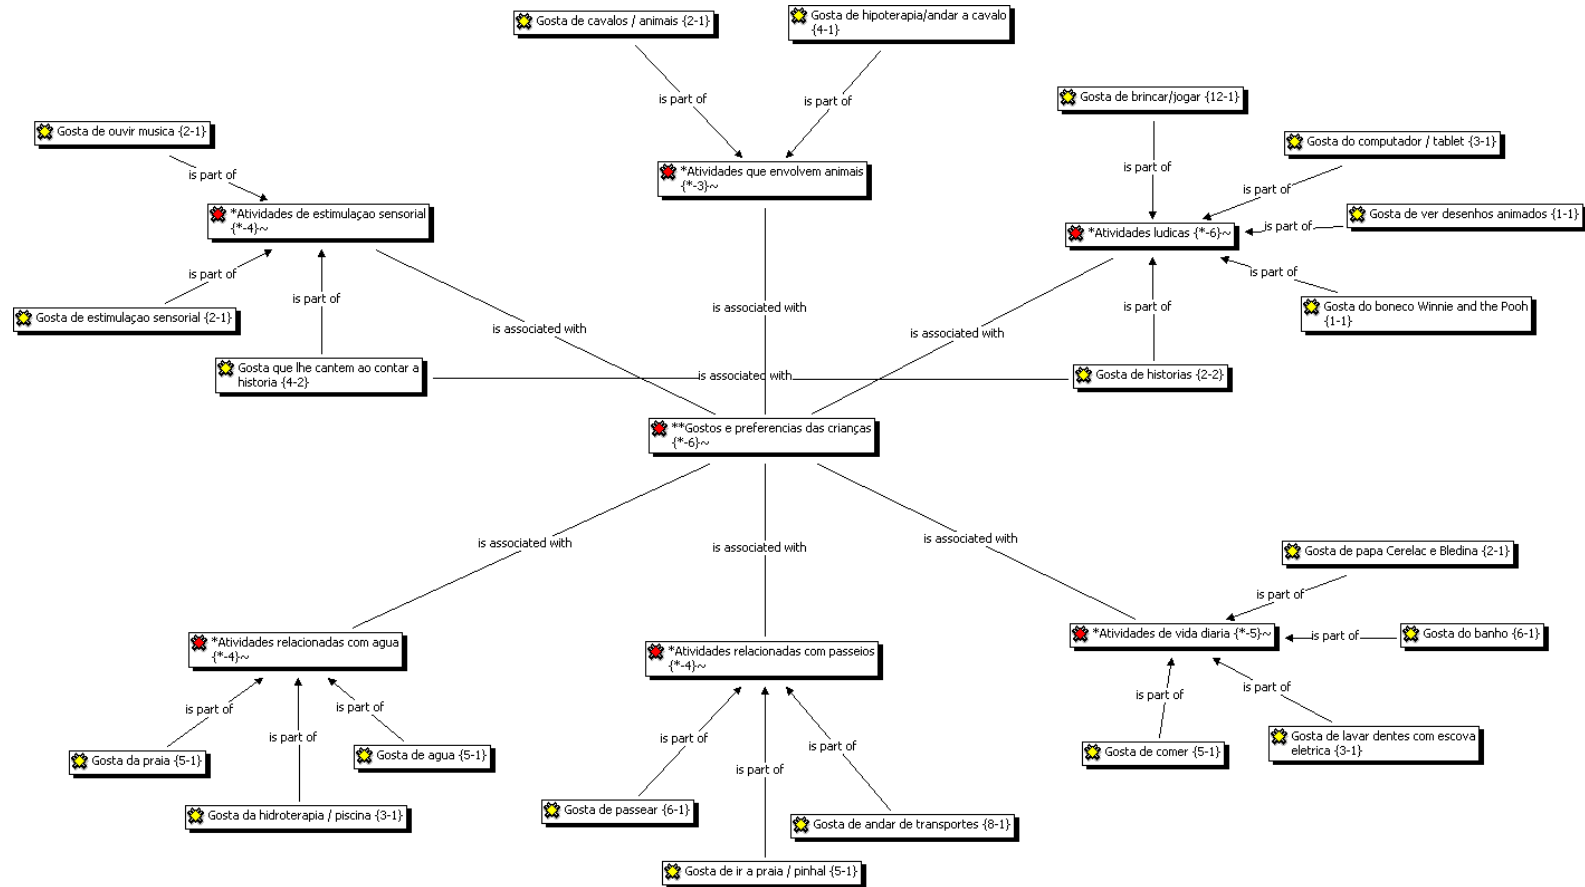 Gosta de cavalos / animais {2-1}
Gosta de hipoterapia/andar a cavalo
{4-1}
is part of
is part of
*Atividades que envolvem animais
{*-3}~
Gosta de ouvir musica {2-1}
is part of
*Atividades de estimulaçao sensorial
{*-4}~
is part of
is part of
Gosta de estimulaçao sensorial {2-1}
Gosta que lhe cantem ao contar a
historia {4-2}
Gosta de brincar/jogar {12-1}
Gosta do computador / tablet {3-1}
is part of
is part of
Gosta de ver desenhos animados {1-1}
is part of
*Atividades ludicas {*-6}~
is part of
Gosta do boneco Winnie and the Pooh
{1-1}
is part of
Gosta de historias {2-2}
is associated with
is associated with
is associated with
is associated with
**Gostos e preferencias das crianças
{*-6}~
is associated with
is associated with
is associated with
*Atividades relacionadas com agua
{*-4}~
is part of
is part of
is part of
Gosta da praia {5-1}
Gosta de agua {5-1}
Gosta da hidroterapia / piscina {3-1}
*Atividades relacionadas com passeios
{*-4}~
is part of
is part of
is part of
Gosta de passear {6-1}
Gosta de andar de transportes {8-1}
Gosta de ir a praia / pinhal {5-1}
Gosta de papa Cerelac e Bledina {2-1}
is part of
*Atividades de vida diaria {*-5}~
is part of
Gosta do banho {6-1}
is part of
is part of
Gosta de comer {5-1}
Gosta de lavar dentes com escova
eletrica {3-1}